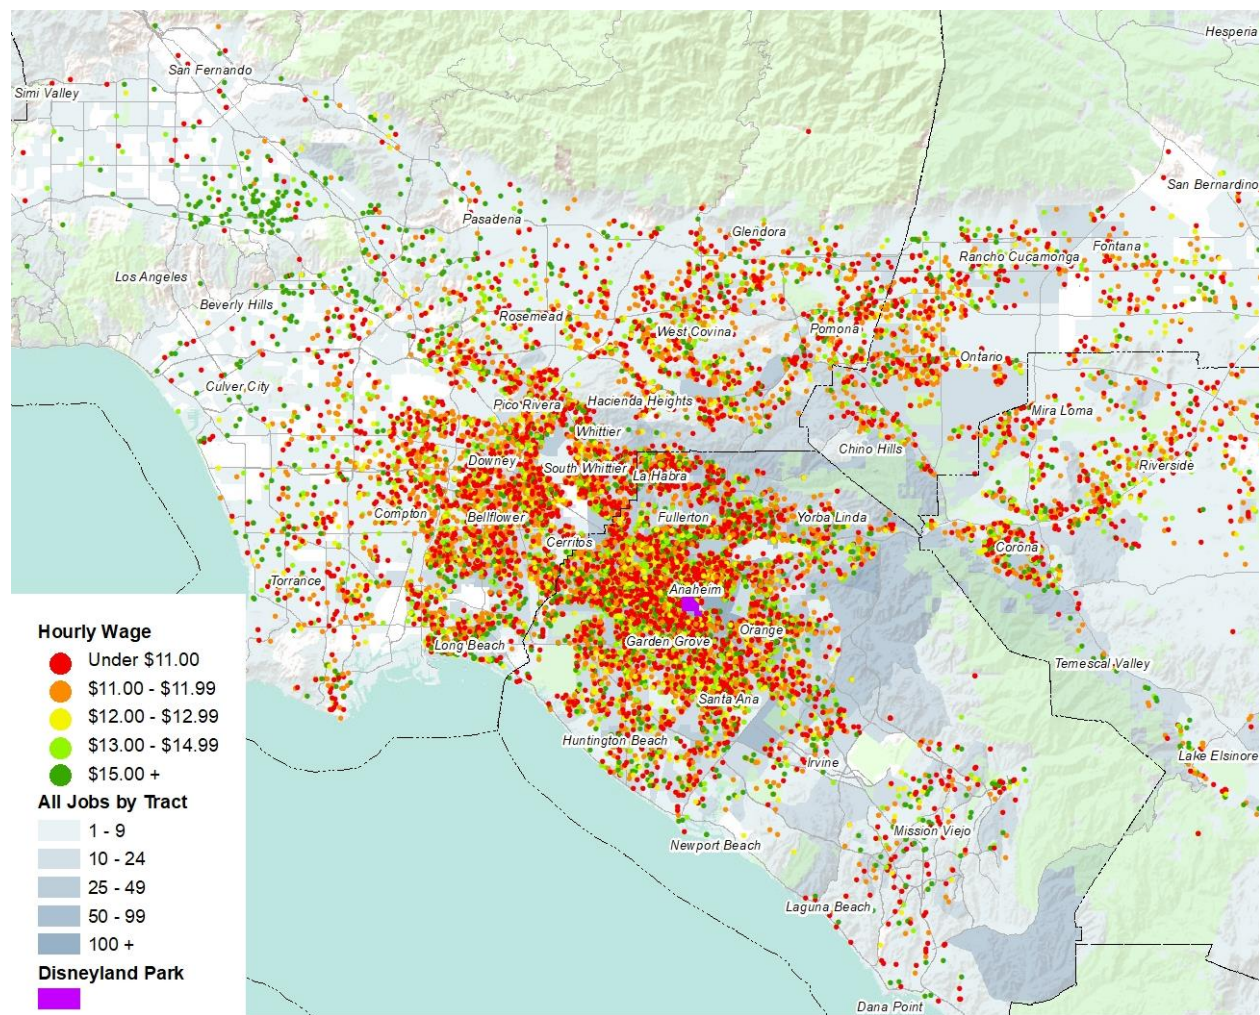 Hesperia
San Fernando
Simi Valley
San Bernardino
Pasadena
Glendora
Fontana
Rancho Cucamonga
Los Angeles
Beverly Hills
Rosemead
West Covina
Pomona
Ontario
Culver City
Pico Rivera
Hacienda Heights
Mira Loma
Whittier
Chino Hills
Downey
South Whittier
La Habra
Riverside
Compton
Bellflower
Fullerton
Yorba Linda
Cerritos
Corona
Torrance
Anaheim
Long Beach
Garden Grove
Orange
Temescal Valley
Santa Ana
Huntington Beach
Irvine
Lake Elsinore
Mission Viejo
Newport Beach
Laguna Beach
Dana Point
Hourly Wage
Under $11.00
$11.00 - $11.99
$12.00 - $12.99
$13.00 - $14.99
$15.00 +
All Jobs by Tract
1 - 9
10 - 24
25 - 49
50 - 99
100 +
Disneyland Park